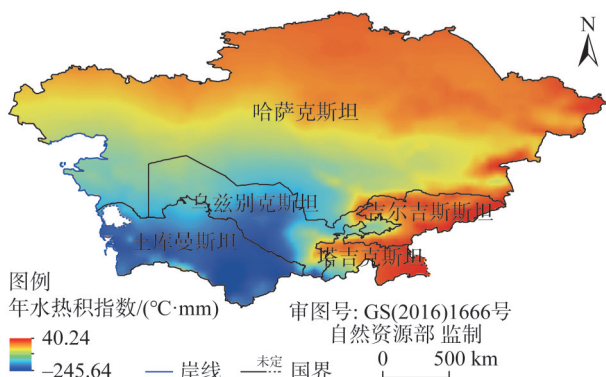 N
哈萨克斯坦
乌兹别克斯坦
吉尔吉斯斯坦
土库曼斯坦
塔吉克斯坦
图例
年水热积指数/(°C·mm)
40.24
-245.64
岸线
未定
国界
审图号: GS(2016)1666号
自然资源部 监制
0 500 km